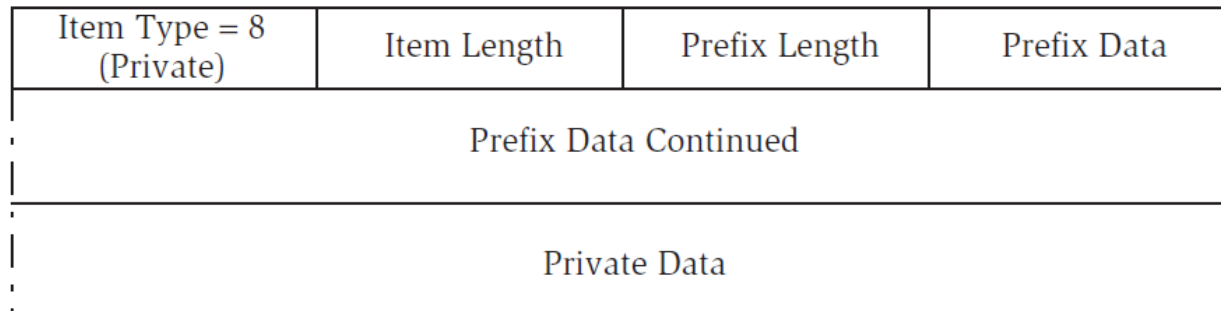 Item Type = 8
(Private)
Item Length
Prefix Length
Prefix Data
Prefix Data Continued
Private Data